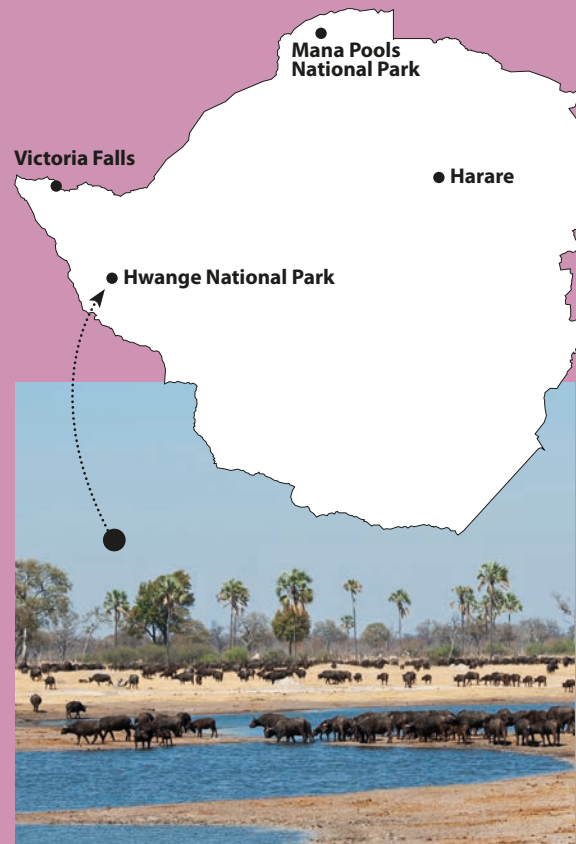 Mana Pools
National Park
Victoria Falls
Harare
Hwange National Park